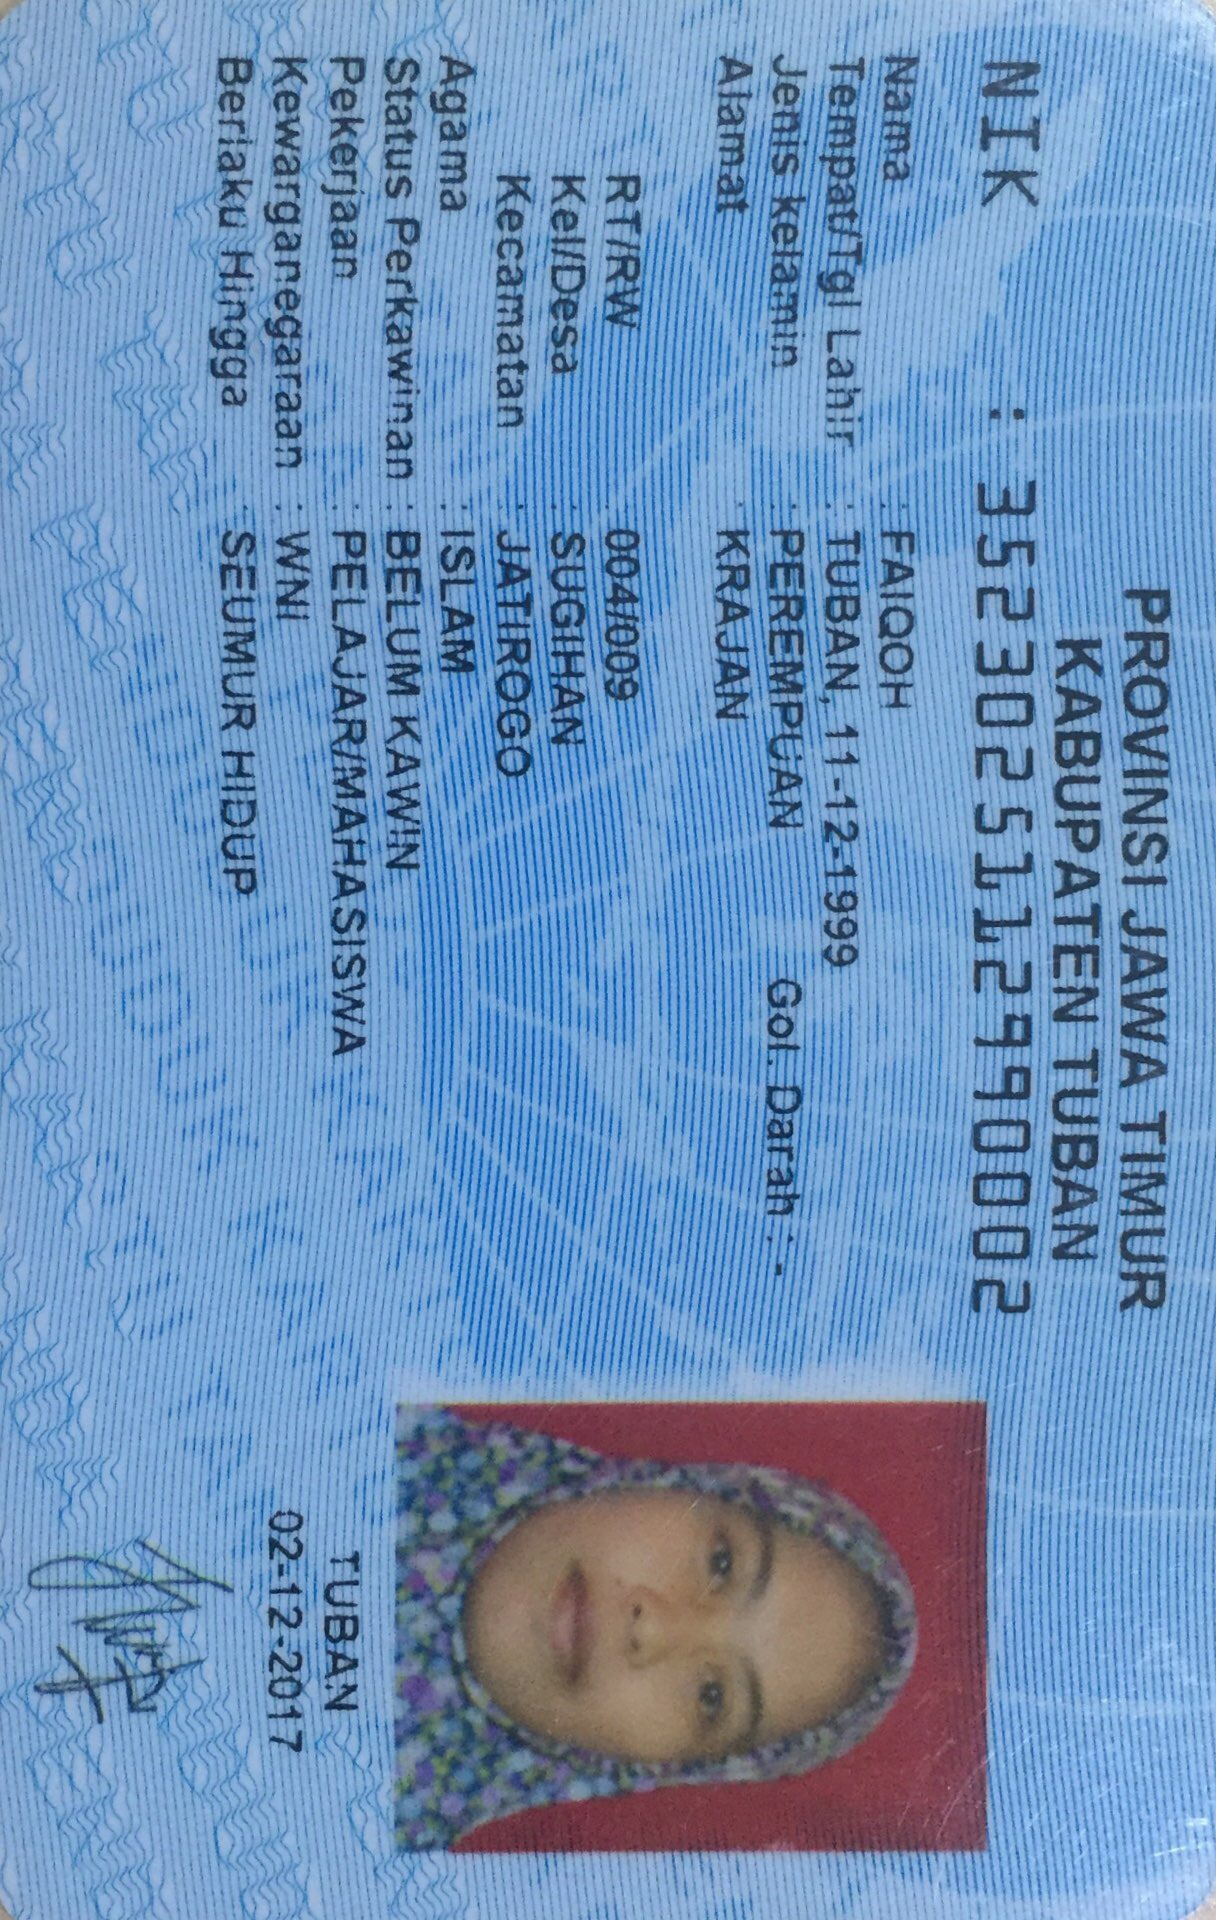 PROVINSI JAWA TIMUR
KABUPATEN TUBAN
NIK : 3523025112990002
Nama : FAIQOH
Tempat/Tgl Lahir : TUBAN, 11-12-1999
Jenis kelamin : PEREMPUAN Gol. Darah : -
Alamat : KRAJAN
RT/RW : 004/009
Kel/Desa : SUGIHAN
Kecamatan : JATIROGO
Agama : ISLAM
Status Perkawinan : BELUM KAWIN
Pekerjaan : PELAJAR/MAHASISWA
Kewarganegaraan : WNI
Berlaku Hingga : SEUMUR HIDUP
TUBAN
02-12-2017